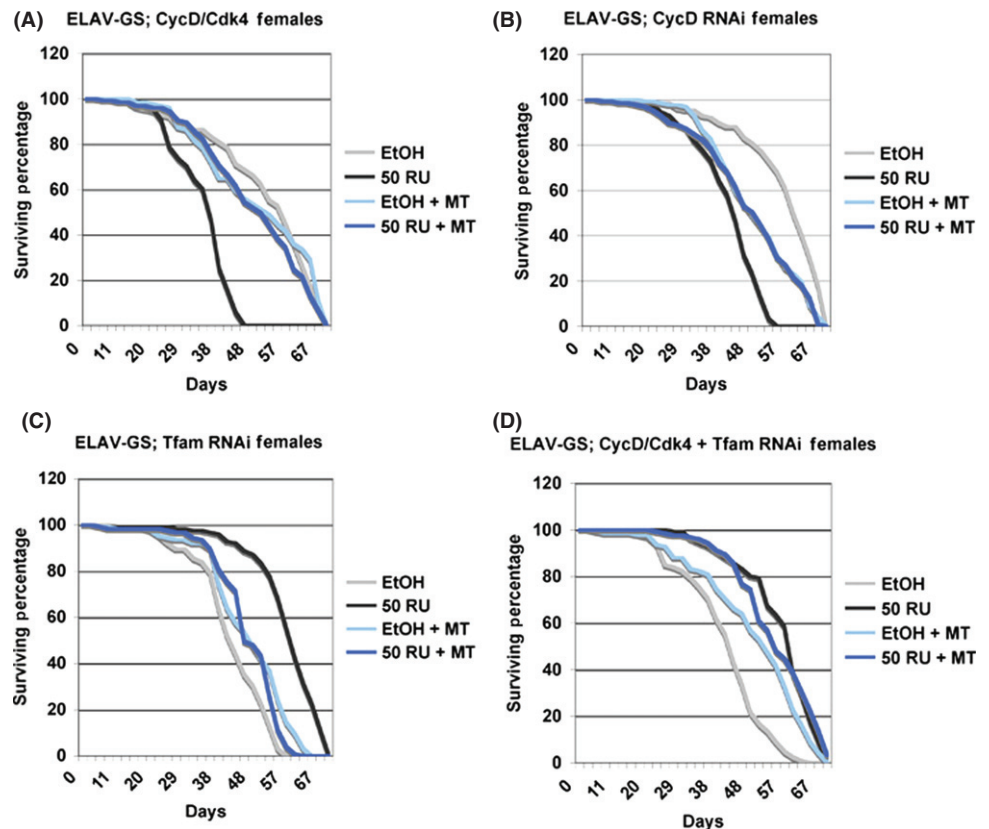 (A)
ELAV-GS; CycD/Cdk4 females
120
100
80
60
40
20
0
Surviving percentage
0 11 20 29 38 48 57 67
Days
EtOH
50 RU
EtOH + MT
50 RU + MT
(B)
ELAV-GS; CycD RNAi females
120
100
80
60
40
20
0
Surviving percentage
0 11 20 29 38 48 57 67
Days
EtOH
50 RU
EtOH + MT
50 RU + MT
(C)
ELAV-GS; Tfam RNAi females
120
100
80
60
40
20
0
Surviving percentage
0 11 20 29 38 48 57 67
Days
EtOH
50 RU
EtOH + MT
50 RU + MT
(D)
ELAV-GS; CycD/Cdk4 + Tfam RNAi females
120
100
80
60
40
20
0
Surviving percentage
0 11 20 29 38 48 57 67
Days
EtOH
50 RU
EtOH + MT
50 RU + MT